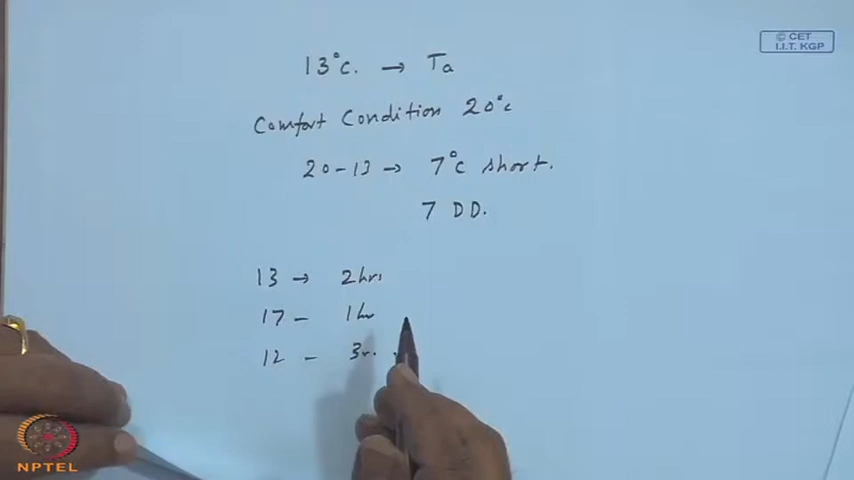 © CET
I.I.T. KGP
13°C. → Ta
Comfort Condition 20°c
20-13 → 7°c short.
7 DD.
13 → 2hrs
17 - 1hr
12 - 3r.
NPTEL